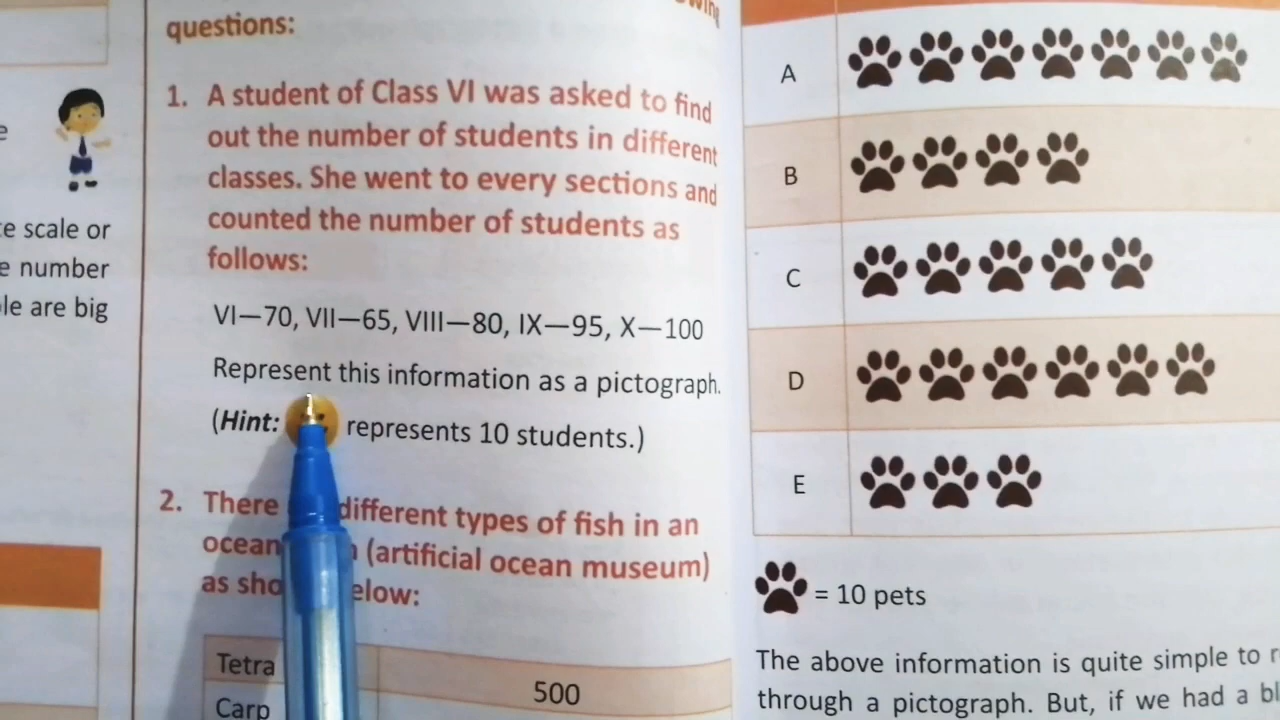 e
te scale or
e number
le are big
questions:
1. A student of Class VI was asked to find
out the number of students in different
classes. She went to every sections and
counted the number of students as
follows:
VI—70, VII—65, VIII—80, IX—95, X—100
Represent this information as a pictograph.
(Hint: represents 10 students.)
2. There different types of fish in an
ocean (artificial ocean museum)
as sho elow:
Tetra
500
Carp
A
B
C
D
E
= 10 pets
The above information is quite simple to r
through a pictograph. But, if we had a bl